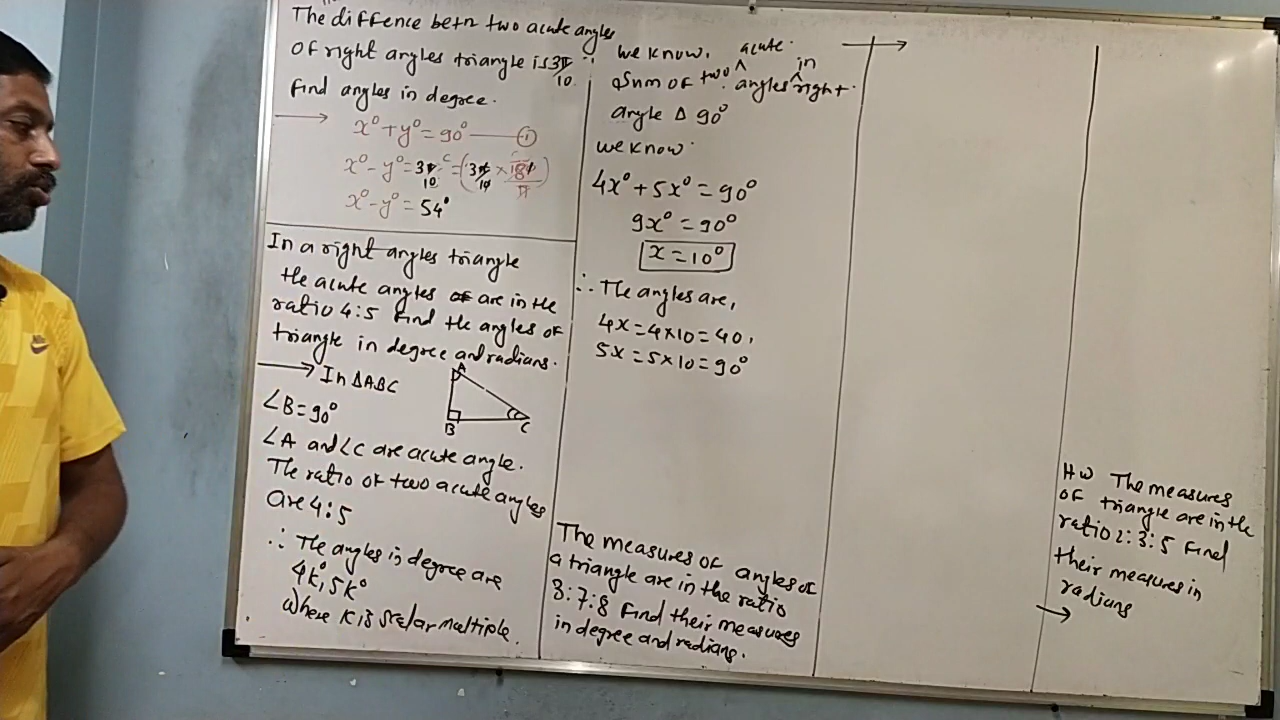 The diffence betn two acute angles
of right angles triangle is 3π/10
Find angles in degree.
x° + y° = 90° — ①
x° - y° = 3π/10 ᶜ = (3π/10 × 180/π)
x° - y° = 54°
In a right angles triangle
the acute angles are in the
ratio 4:5 Find the angles of
triangle in degree and radians.
→ In ΔABC
∠B = 90°
A
B
C
∠A and ∠C are acute angle.
The ratio of two acute angles
are 4:5
∴ The angles in degree are
4k°, 5k°
Where K is scalar multiple.
∴ we know, acute
Sum of two ^ angles ^ in right
angle Δ 90°
we know
4x° + 5x° = 90°
9x° = 90°
x = 10°
∴ The angles are,
4x = 4×10 = 40,
5x = 5×10 = 90°
The measures of angles of
a triangle are in the ratio
3:7:8 Find their measures
in degree and radians.
HW The measures
of triangle are in the
ratio 2:3:5 Find
their measures in
radians